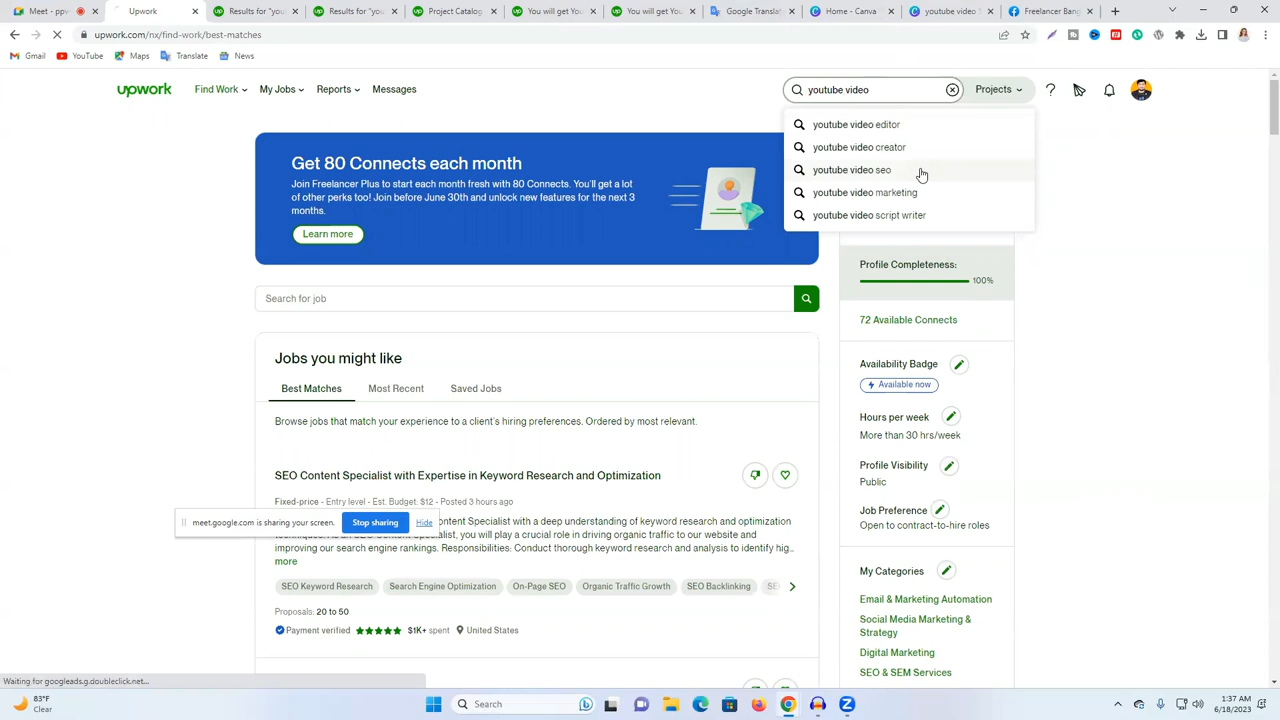 Meet -
Upwork
Results for "you
Results for "you
Project Catalog
You will get You
You will get You
Google Transla
Home - Canva
youtube video S
Freelancer Bang
upwork.com/nx/find-work/best-matches
Gmail
YouTube
Maps
Translate
News
upwork
Find Work
My Jobs
Reports
Messages
youtube video
Projects
youtube video editor
youtube video creator
youtube video seo
youtube video marketing
youtube video script writer
Get 80 Connects each month
Join Freelancer Plus to start each month fresh with 80 Connects. You'll get a lot
of other perks too! Join before June 30th and unlock new features for the next 3
months.
Learn more
Search for job
Jobs you might like
Best Matches
Most Recent
Saved Jobs
Browse jobs that match your experience to a client's hiring preferences. Ordered by most relevant.
SEO Content Specialist with Expertise in Keyword Research and Optimization
Fixed-price - Entry level - Est. Budget: $12 - Posted 3 hours ago
meet.google.com is sharing your screen.
Stop sharing
Hide
ontent Specialist with a deep understanding of keyword research and optimization
ecialist, you will play a crucial role in driving organic traffic to our website and
improving our search engine rankings. Responsibilities: Conduct thorough keyword research and analysis to identify hig...
more
SEO Keyword Research
Search Engine Optimization
On-Page SEO
Organic Traffic Growth
SEO Backlinking
SE
Proposals: 20 to 50
Payment verified
$1K+ spent
United States
Profile Completeness:
100%
72 Available Connects
Availability Badge
Available now
Hours per week
More than 30 hrs/week
Profile Visibility
Public
Job Preference
Open to contract-to-hire roles
My Categories
Email & Marketing Automation
Social Media Marketing &
Strategy
Digital Marketing
SEO & SEM Services
Waiting for googleads.g.doubleclick.net...
83°F
Clear
Search
1:37 AM
6/18/2023